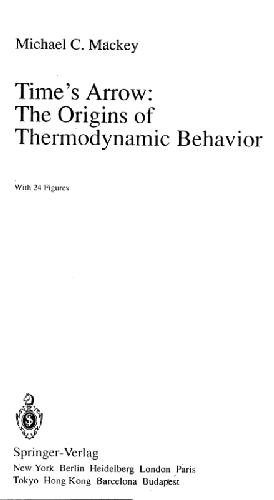 Michael C. Mackey
Time's Arrow:
The Origins of
Thermodynamic Behavior
With 24 Figures
Springer-Verlag
New York Berlin Heidelberg London Paris
Tokyo Hong Kong Barcelona Budapest